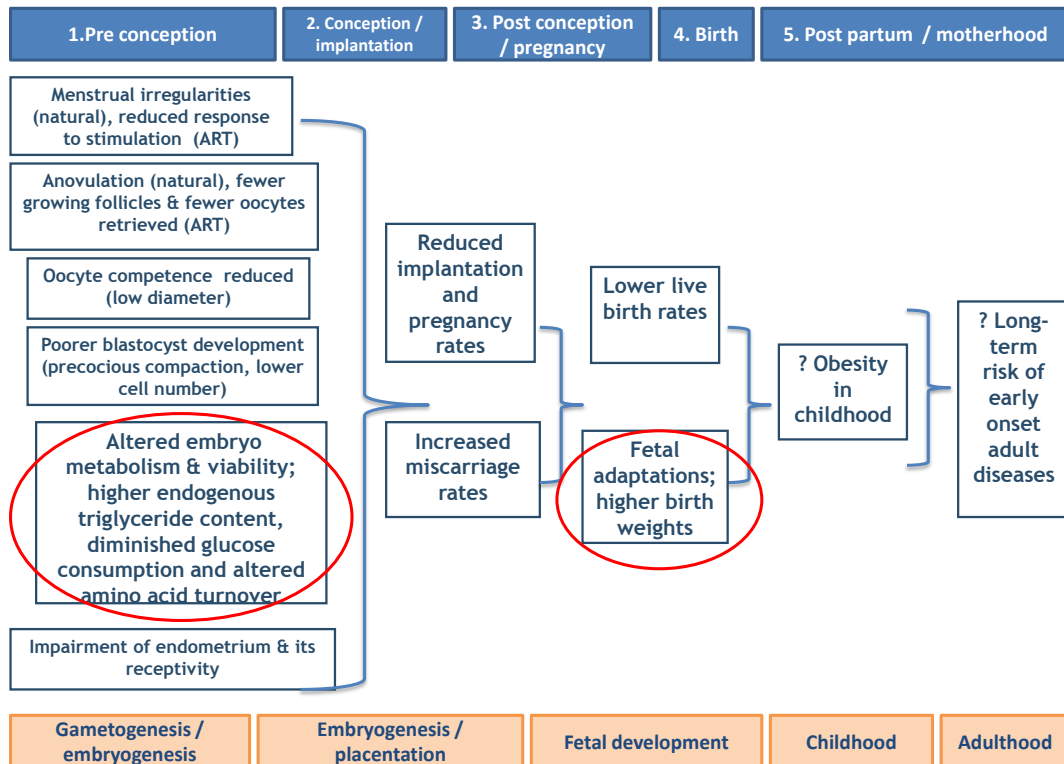 1.Pre conception
2. Conception /
implantation
3. Post conception
/ pregnancy
4. Birth
5. Post partum / motherhood
Menstrual irregularities
(natural), reduced response
to stimulation (ART)
Anovulation (natural), fewer
growing follicles & fewer oocytes
retrieved (ART)
Oocyte competence reduced
(low diameter)
Poorer blastocyst development
(precocious compaction, lower
cell number)
Altered embryo
metabolism & viability;
higher endogenous
triglyceride content,
diminished glucose
consumption and altered
amino acid turnover
Impairment of endometrium & its
receptivity
Reduced
implantation
and
pregnancy
rates
Increased
miscarriage
rates
Lower live
birth rates
Fetal
adaptations;
higher birth
weights
? Obesity
in
childhood
? Long-
term
risk of
early
onset
adult
diseases
Gametogenesis /
embryogenesis
Embryogenesis /
placentation
Fetal development
Childhood
Adulthood